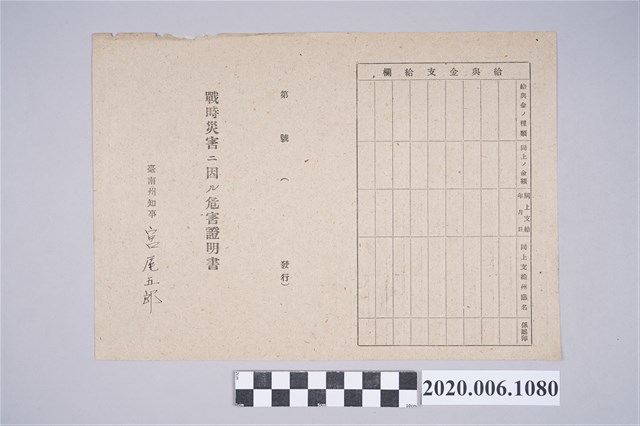 給與金支給欄
給與金ノ種類
同上ノ金額
同上支給年月日
同上支給州廳名
係印
第 號 （ 發行）
戰時災害ニ因ル危害證明書
臺南州知事 宮尾五郎
2020.006.1080